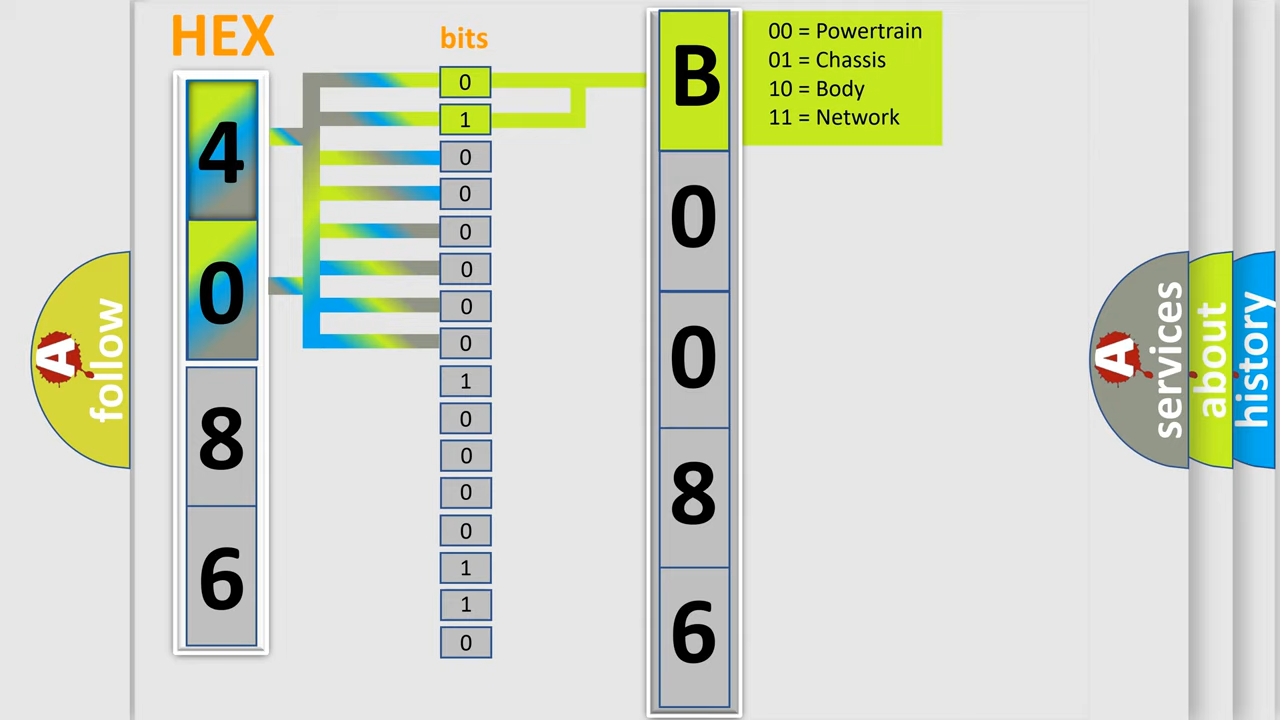 HEX
bits
4
0
8
6
0
1
0
0
0
0
0
0
1
0
0
0
0
1
1
0
B
0
0
8
6
00 = Powertrain
01 = Chassis
10 = Body
11 = Network
A
follow
A
services
about
history